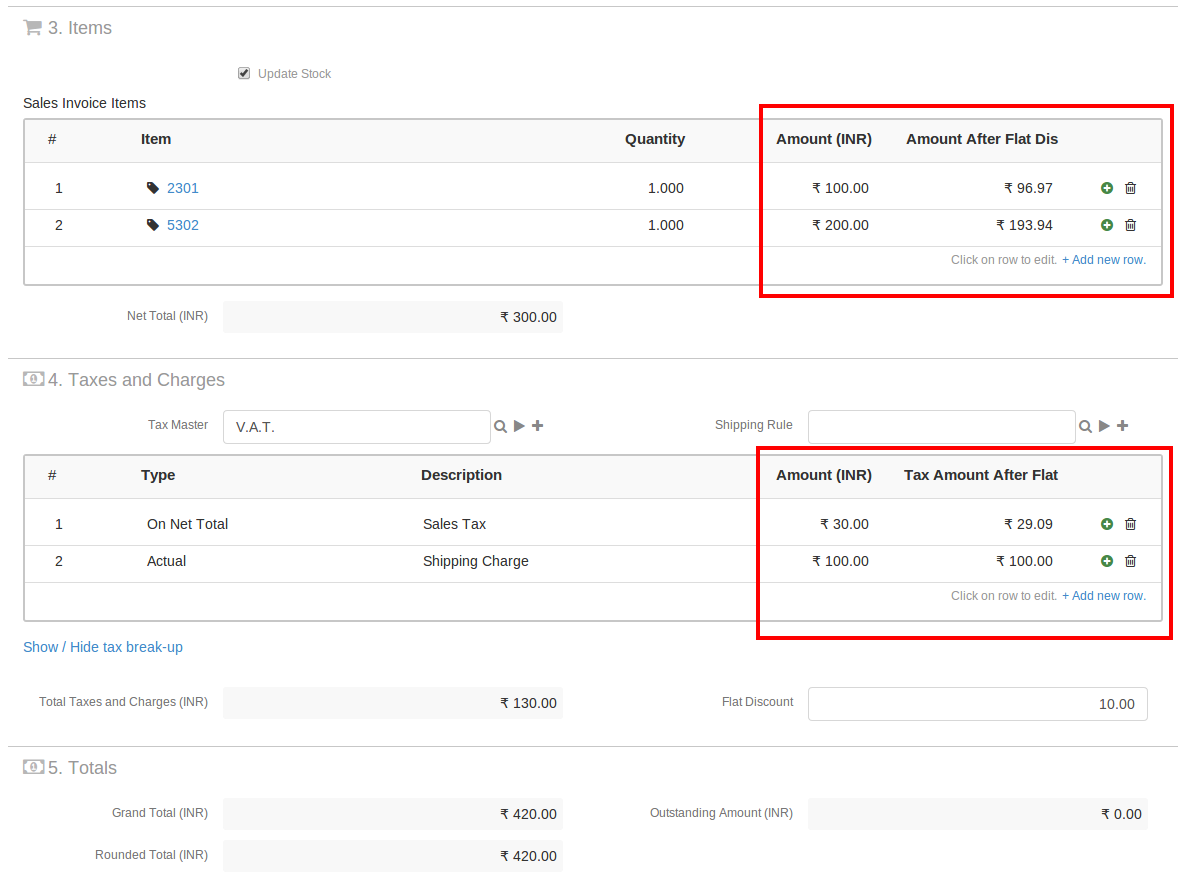 3. Items
Update Stock
Sales Invoice Items
# Item Quantity Amount (INR) Amount After Flat Dis
1 2301 1.000 ₹ 100.00 ₹ 96.97
2 5302 1.000 ₹ 200.00 ₹ 193.94
Click on row to edit. + Add new row.
Net Total (INR) ₹ 300.00
4. Taxes and Charges
Tax Master V.A.T. Shipping Rule
# Type Description Amount (INR) Tax Amount After Flat
1 On Net Total Sales Tax ₹ 30.00 ₹ 29.09
2 Actual Shipping Charge ₹ 100.00 ₹ 100.00
Click on row to edit. + Add new row.
Show / Hide tax break-up
Total Taxes and Charges (INR) ₹ 130.00 Flat Discount 10.00
5. Totals
Grand Total (INR) ₹ 420.00 Outstanding Amount (INR) ₹ 0.00
Rounded Total (INR) ₹ 420.00